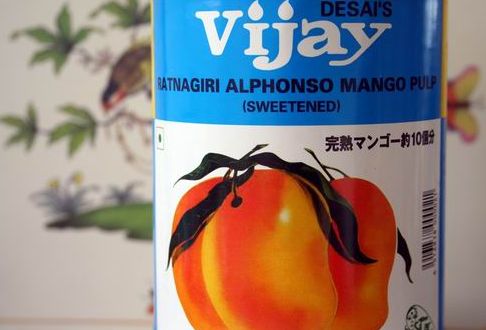 DESAI'S
Vijay
RATNAGIRI ALPHONSO MANGO PULP
(SWEETENED)
完熟マンゴー約10個分